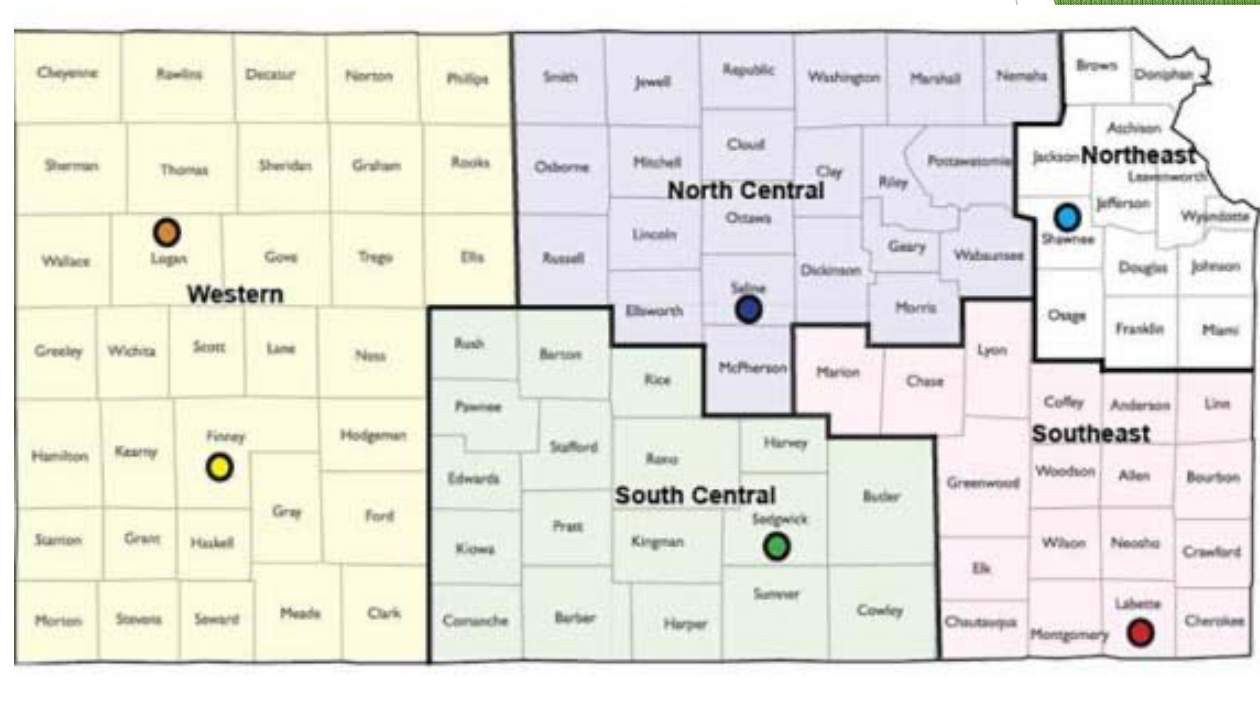 Cheyenne Rawlins Decatur Norton Phillips Smith Jewell Republic Washington Marshall Nemaha Brown Doniphan
Atchison
Cloud
Sherman Thomas Sheridan Graham Rooks Osborne Mitchell Clay Riley Pottawatomie Jackson Northeast
Leavenworth
North Central
Jefferson
Ottawa Wyandotte
Lincoln Shawnee
Wallace Logan Gove Trego Ellis Russell Geary Wabaunsee
Dickinson Douglas Johnson
Saline
Western
Ellsworth Morris Osage
Franklin Miami
Greeley Wichita Scott Lane Ness Rush Barton Lyon
McPherson Marion Chase
Rice
Pawnee Coffey Anderson Linn
Finney Hodgeman Southeast
Hamilton Kearny Stafford Reno Harvey
Edwards Woodson Allen Bourbon
South Central Butler Greenwood
Gray Ford Pratt Sedgwick
Stanton Grant Haskell Kiowa Kingman Wilson Neosho Crawford
Elk
Sumner
Morton Stevens Seward Meade Clark Comanche Barber Harper Cowley Chautauqua Labette Cherokee
Montgomery